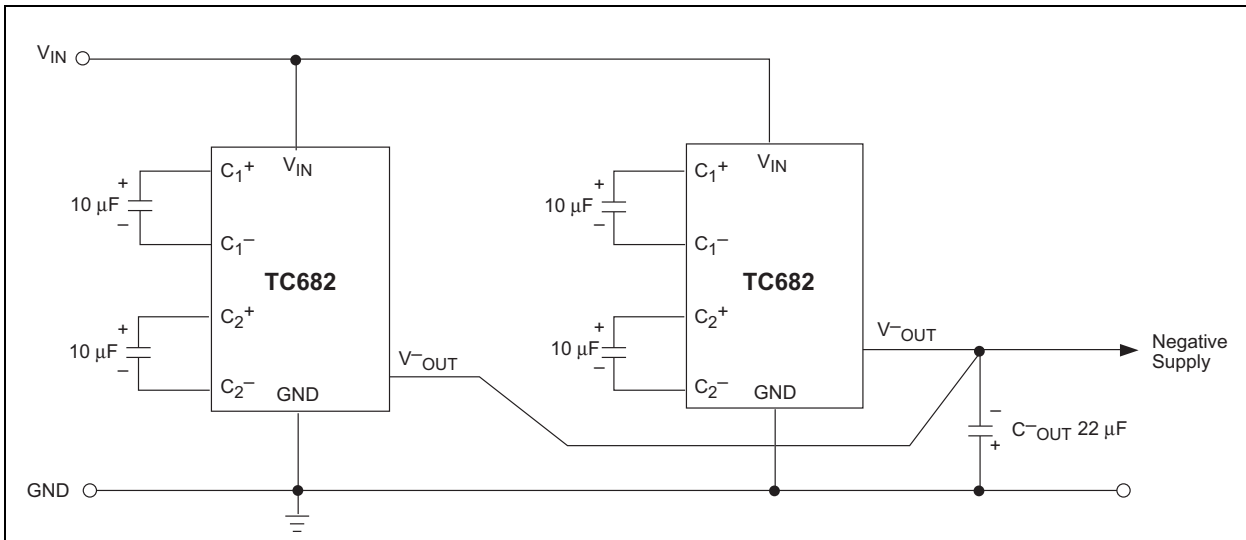 VIN
VIN
C1+
+
10 µF
–
C1–
TC682
C2+
+
10 µF
–
C2–
GND
V–OUT
VIN
C1+
+
10 µF
–
C1–
TC682
C2+
+
10 µF
–
C2–
GND
V–OUT
Negative
Supply
–
C–OUT 22 µF
+
GND